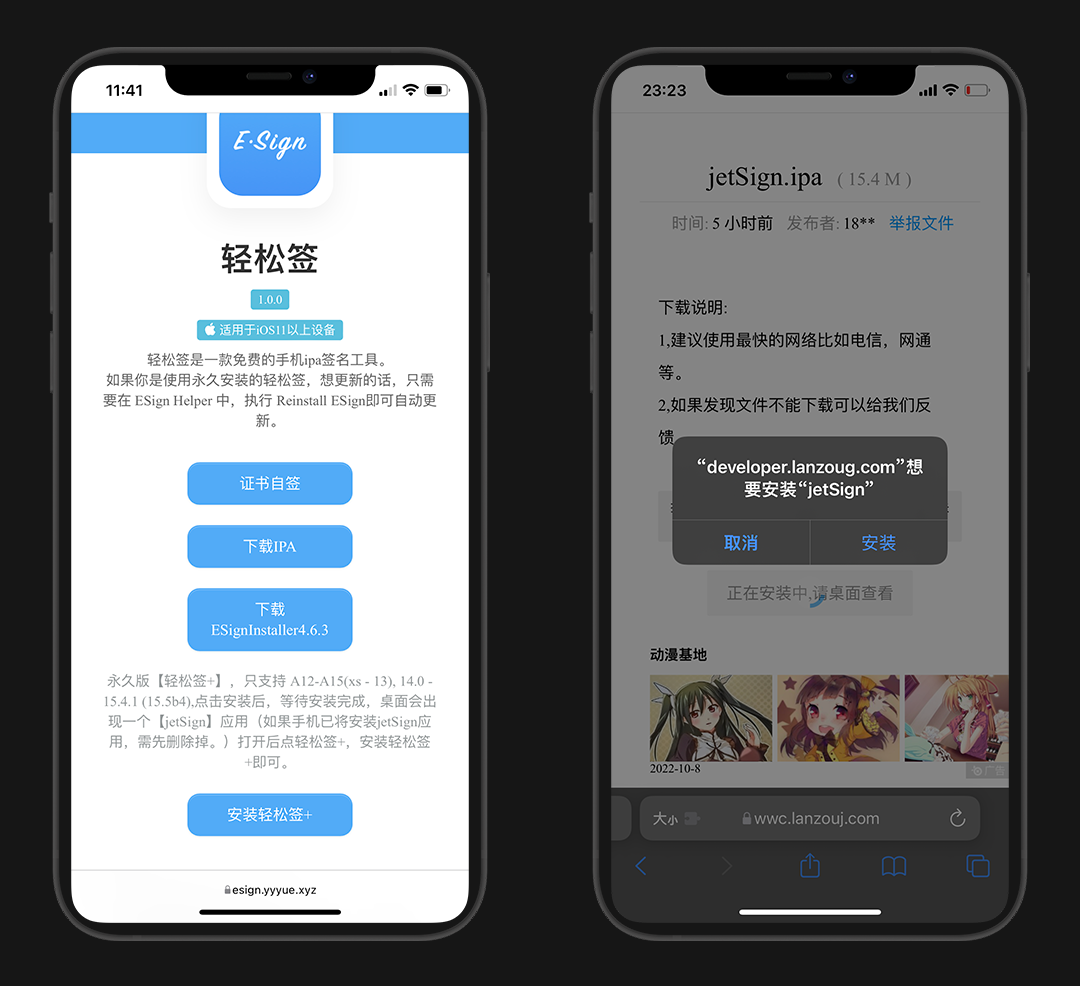 11:41
E·Sign
轻松签
1.0.0
适用于iOS11以上设备
轻松签是一款免费的手机ipa签名工具。
如果你是使用永久安装的轻松签，想更新的话，只需
要在 ESign Helper 中，执行 Reinstall ESign即可自动更
新。
证书自签
下载IPA
下载
ESignInstaller4.6.3
永久版【轻松签+】，只支持 A12-A15(xs - 13), 14.0 -
15.4.1 (15.5b4),点击安装后，等待安装完成，桌面会出
现一个【jetSign】应用（如果手机已将安装jetSign应
用，需先删除掉。）打开后点轻松签+，安装轻松签
+即可。
安装轻松签+
esign.yyyue.xyz
23:23
jetSign.ipa ( 15.4 M )
时间: 5 小时前 发布者: 18** 举报文件
下载说明:
1,建议使用最快的网络比如电信，网通
等。
2,如果发现文件不能下载可以给我们反
馈
“developer.lanzoug.com”想
要安装“jetSign”
取消 安装
正在安装中,请桌面查看
动漫基地
2022-10-8
广告
大小 wwc.lanzouj.com